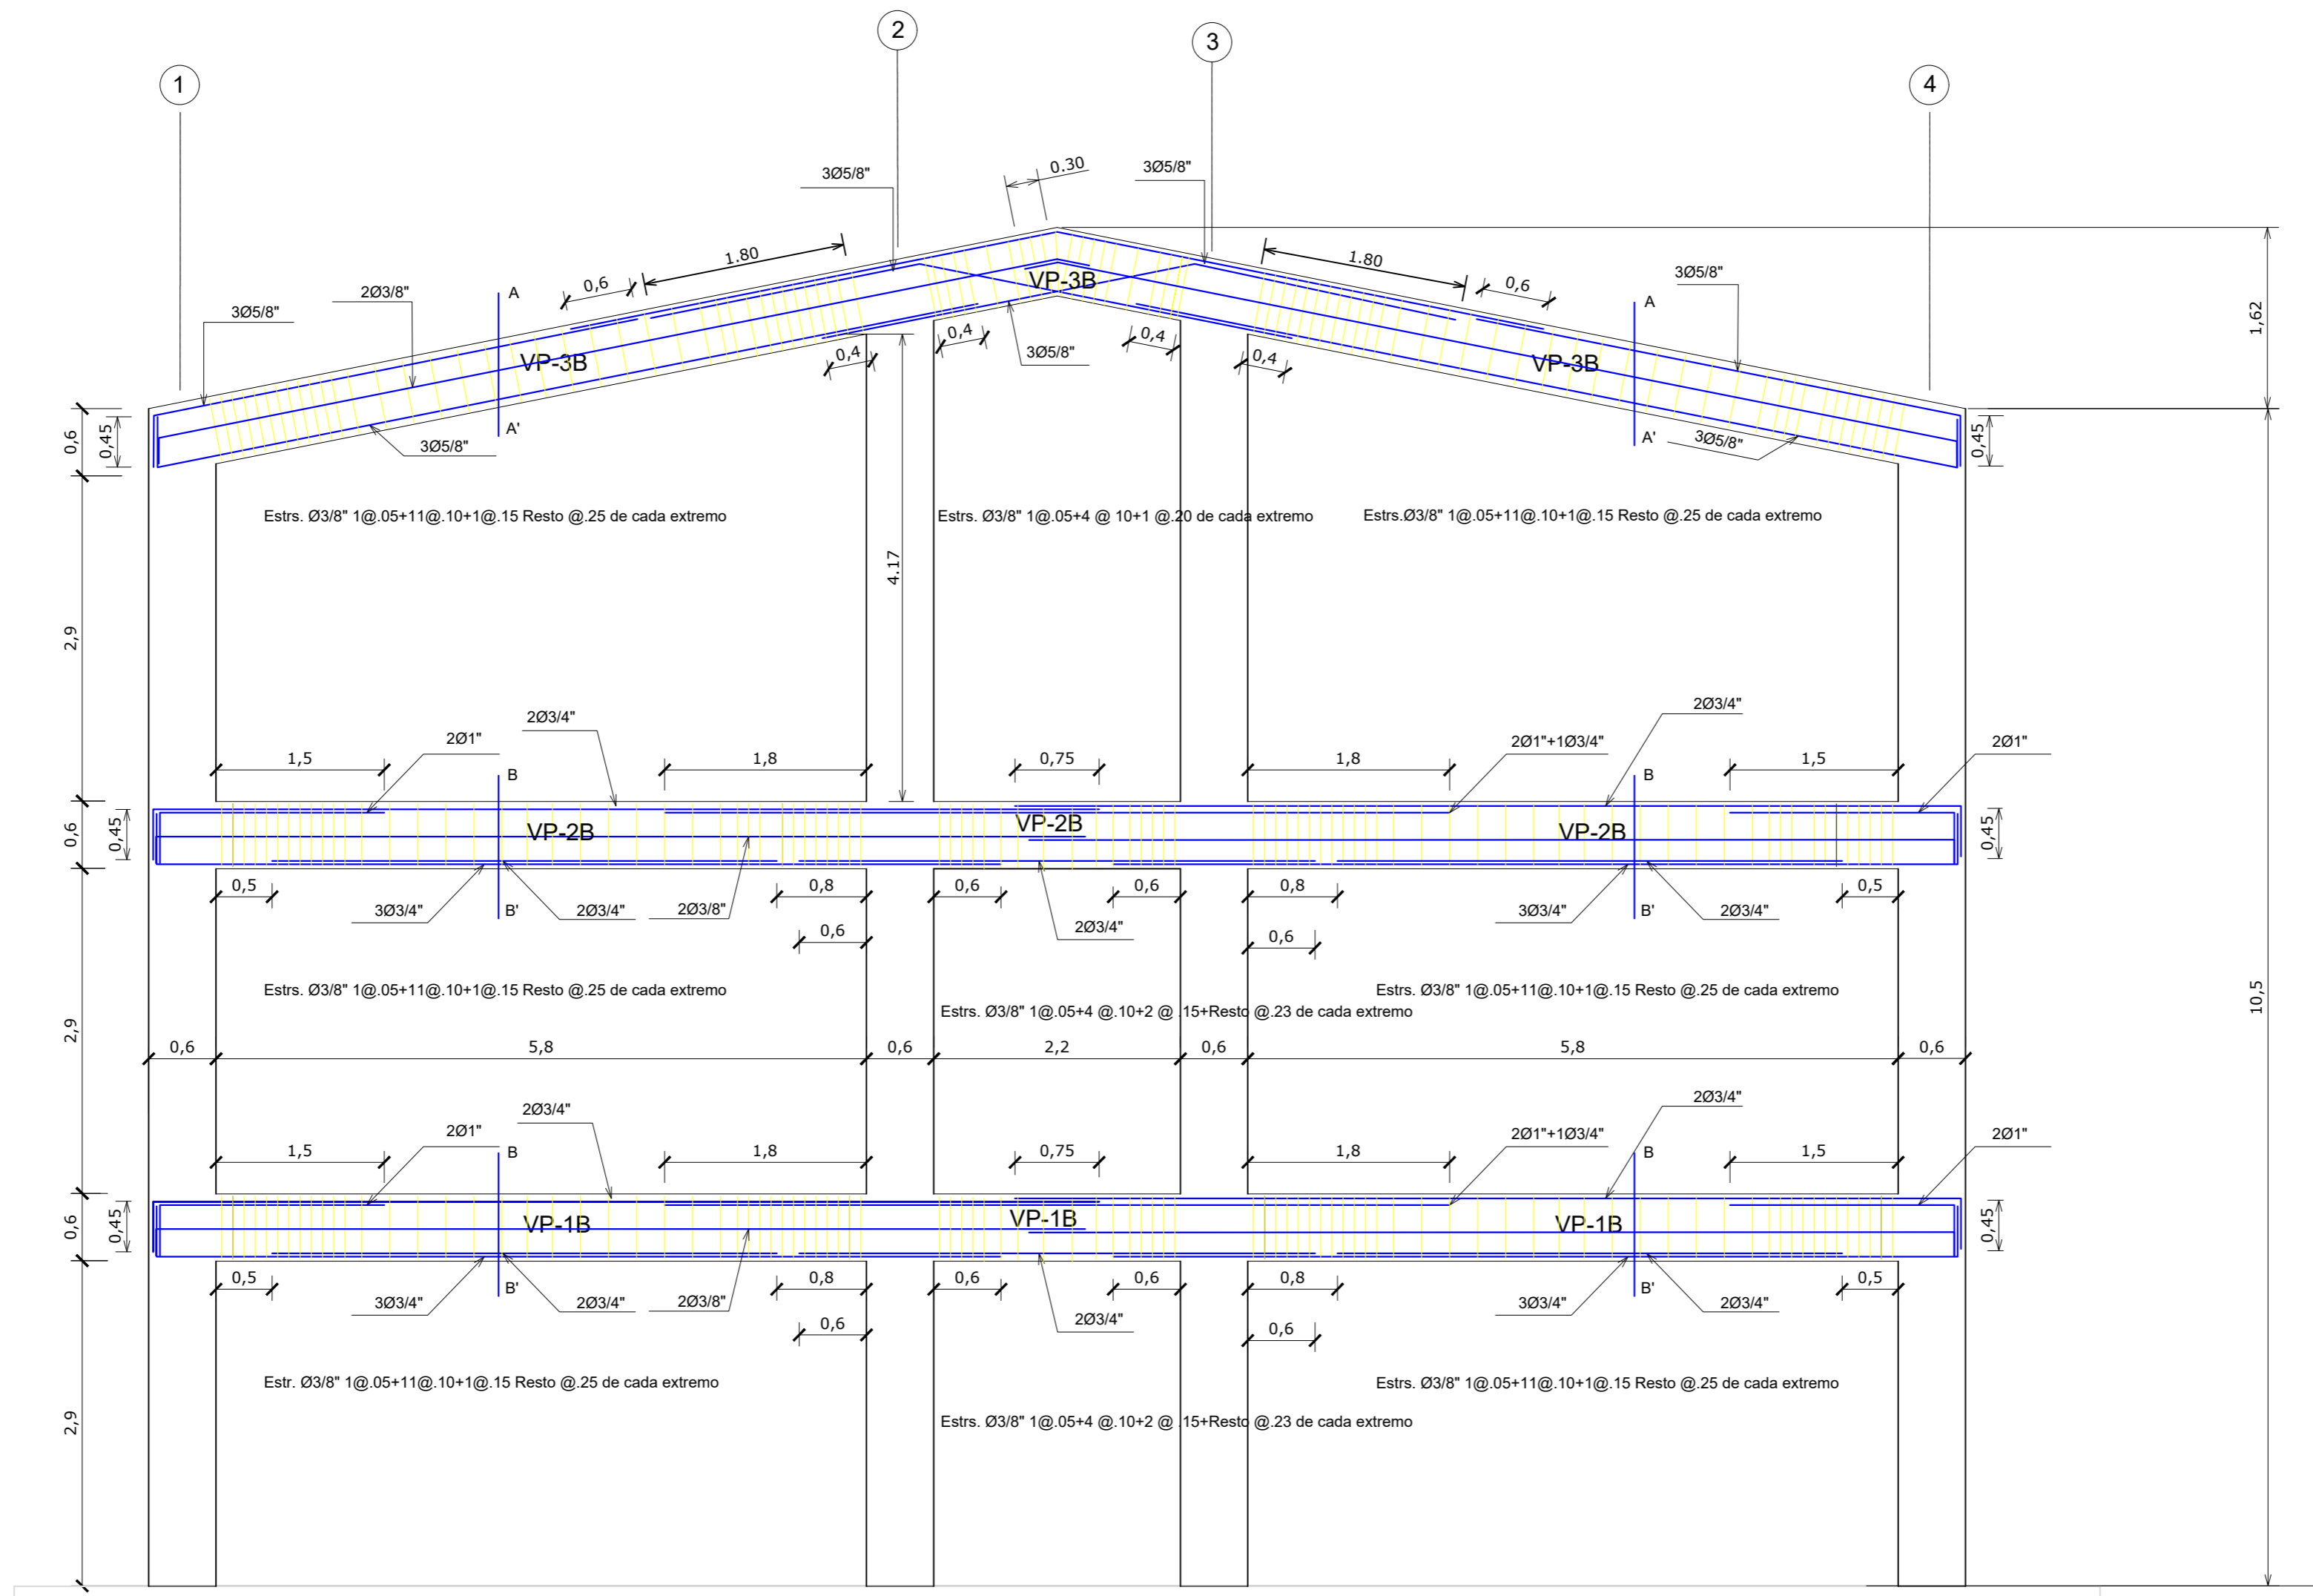 2
3
1
4
0.30
3Ø5/8"
3Ø5/8"
1.80
1.80
0,6
0,6
3Ø5/8"
2Ø3/8"
3Ø5/8"
A
A
VP-3B
1,62
0,4
0,4
3Ø5/8"
0,4
0,4
VP-3B
VP-3B
0,6
0,45
A'
3Ø5/8"
A'
3Ø5/8"
0,45
Estrs. Ø3/8" 1@.05+11@.10+1@.15 Resto @.25 de cada extremo
Estrs. Ø3/8" 1@.05+4 @ 10+1 @.20 de cada extremo
Estrs.Ø3/8" 1@.05+11@.10+1@.15 Resto @.25 de cada extremo
4.17
2,9
2Ø3/4"
2Ø3/4"
2Ø1"
2Ø1"+1Ø3/4"
2Ø1"
1,5
1,8
0,75
1,8
1,5
B
B
0,6
0,45
VP-2B
VP-2B
VP-2B
0,45
0,5
0,8
0,6
0,6
0,8
0,5
3Ø3/4"
B'
2Ø3/4"
2Ø3/8"
2Ø3/4"
3Ø3/4"
B'
2Ø3/4"
0,6
0,6
Estrs. Ø3/8" 1@.05+11@.10+1@.15 Resto @.25 de cada extremo
Estrs. Ø3/8" 1@.05+11@.10+1@.15 Resto @.25 de cada extremo
Estrs. Ø3/8" 1@.05+4 @.10+2 @ .15+Resto @.23 de cada extremo
10,5
2,9
0,6
5,8
0,6
2,2
0,6
5,8
0,6
2Ø3/4"
2Ø3/4"
2Ø1"
2Ø1"+1Ø3/4"
2Ø1"
1,5
1,8
0,75
1,8
1,5
B
B
0,6
0,45
VP-1B
VP-1B
VP-1B
0,45
0,5
0,8
0,6
0,6
0,8
0,5
3Ø3/4"
B'
2Ø3/4"
2Ø3/8"
2Ø3/4"
3Ø3/4"
B'
2Ø3/4"
0,6
0,6
Estr. Ø3/8" 1@.05+11@.10+1@.15 Resto @.25 de cada extremo
Estrs. Ø3/8" 1@.05+11@.10+1@.15 Resto @.25 de cada extremo
Estrs. Ø3/8" 1@.05+4 @.10+2 @ .15+Resto @.23 de cada extremo
2,9